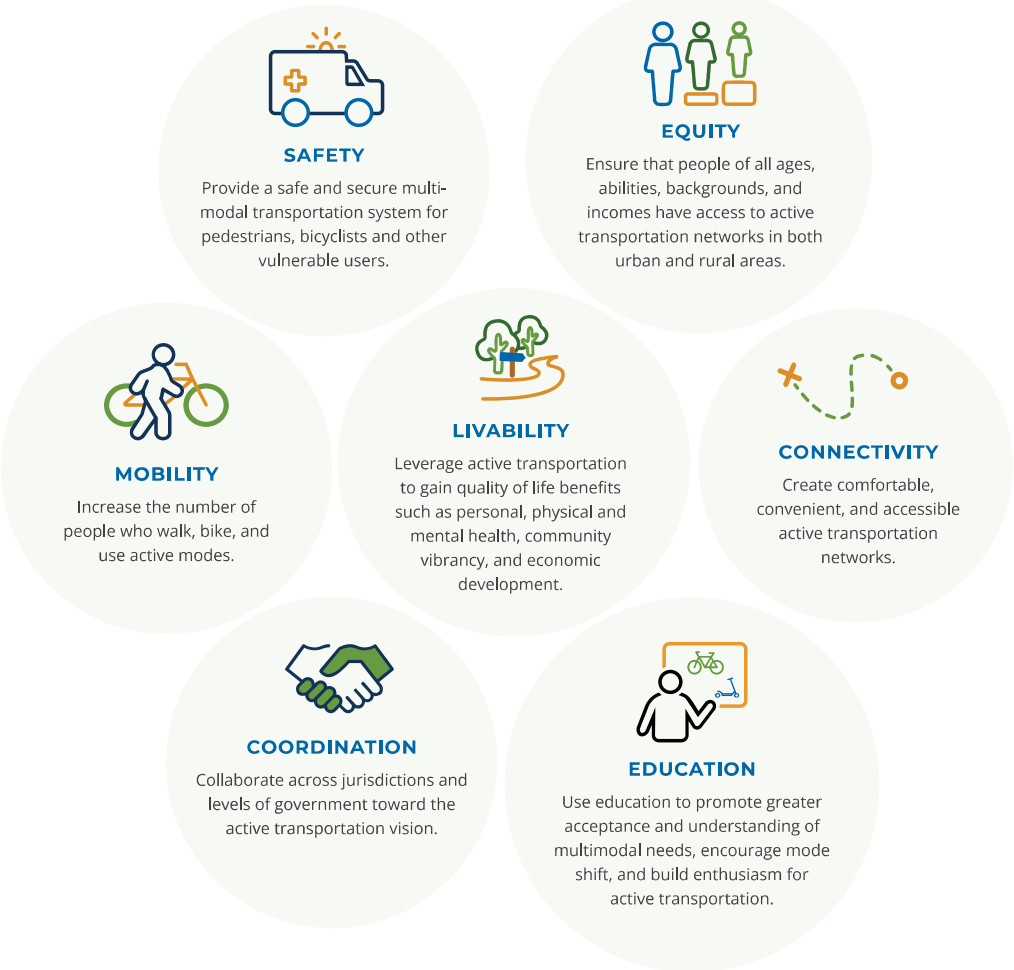 SAFETY
Provide a safe and secure multi-
modal transportation system for
pedestrians, bicyclists and other
vulnerable users.
EQUITY
Ensure that people of all ages,
abilities, backgrounds, and
incomes have access to active
transportation networks in both
urban and rural areas.
MOBILITY
Increase the number of
people who walk, bike, and
use active modes.
LIVABILITY
Leverage active transportation
to gain quality of life benefits
such as personal, physical and
mental health, community
vibrancy, and economic
development.
CONNECTIVITY
Create comfortable,
convenient, and accessible
active transportation
networks.
COORDINATION
Collaborate across jurisdictions and
levels of government toward the
active transportation vision.
EDUCATION
Use education to promote greater
acceptance and understanding of
multimodal needs, encourage mode
shift, and build enthusiasm for
active transportation.